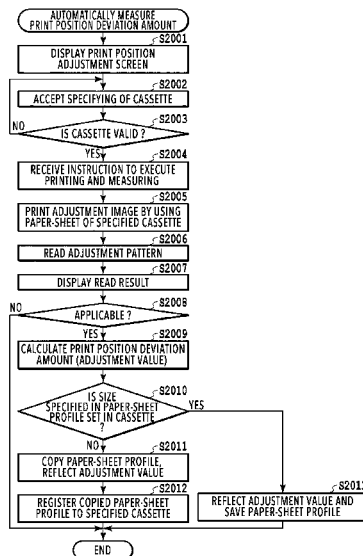 AUTOMATICALLY MEASURE
PRINT POSITION DEVIATION AMOUNT
S2001
DISPLAY PRINT POSITION
ADJUSTMENT SCREEN
S2002
ACCEPT SPECIFYING OF CASSETTE
S2003
NO
IS CASSETTE VALID ?
YES
S2004
RECEIVE INSTRUCTION TO EXECUTE
PRINTING AND MEASURING
S2005
PRINT ADJUSTMENT IMAGE BY USING
PAPER-SHEET OF SPECIFIED CASSETTE
S2006
READ ADJUSTMENT PATTERN
S2007
DISPLAY READ RESULT
S2008
NO
APPLICABLE ?
YES
S2009
CALCULATE PRINT POSITION DEVIATION
AMOUNT (ADJUSTMENT VALUE)
S2010
IS SIZE
SPECIFIED IN PAPER-SHEET
PROFILE SET IN CASSETTE
?
YES
NO
S2011
COPY PAPER-SHEET PROFILE,
REFLECT ADJUSTMENT VALUE
S2012
REGISTER COPIED PAPER-SHEET
PROFILE TO SPECIFIED CASSETTE
REFLECT ADJUSTMENT VALUE AND
SAVE PAPER-SHEET PROFILE
END